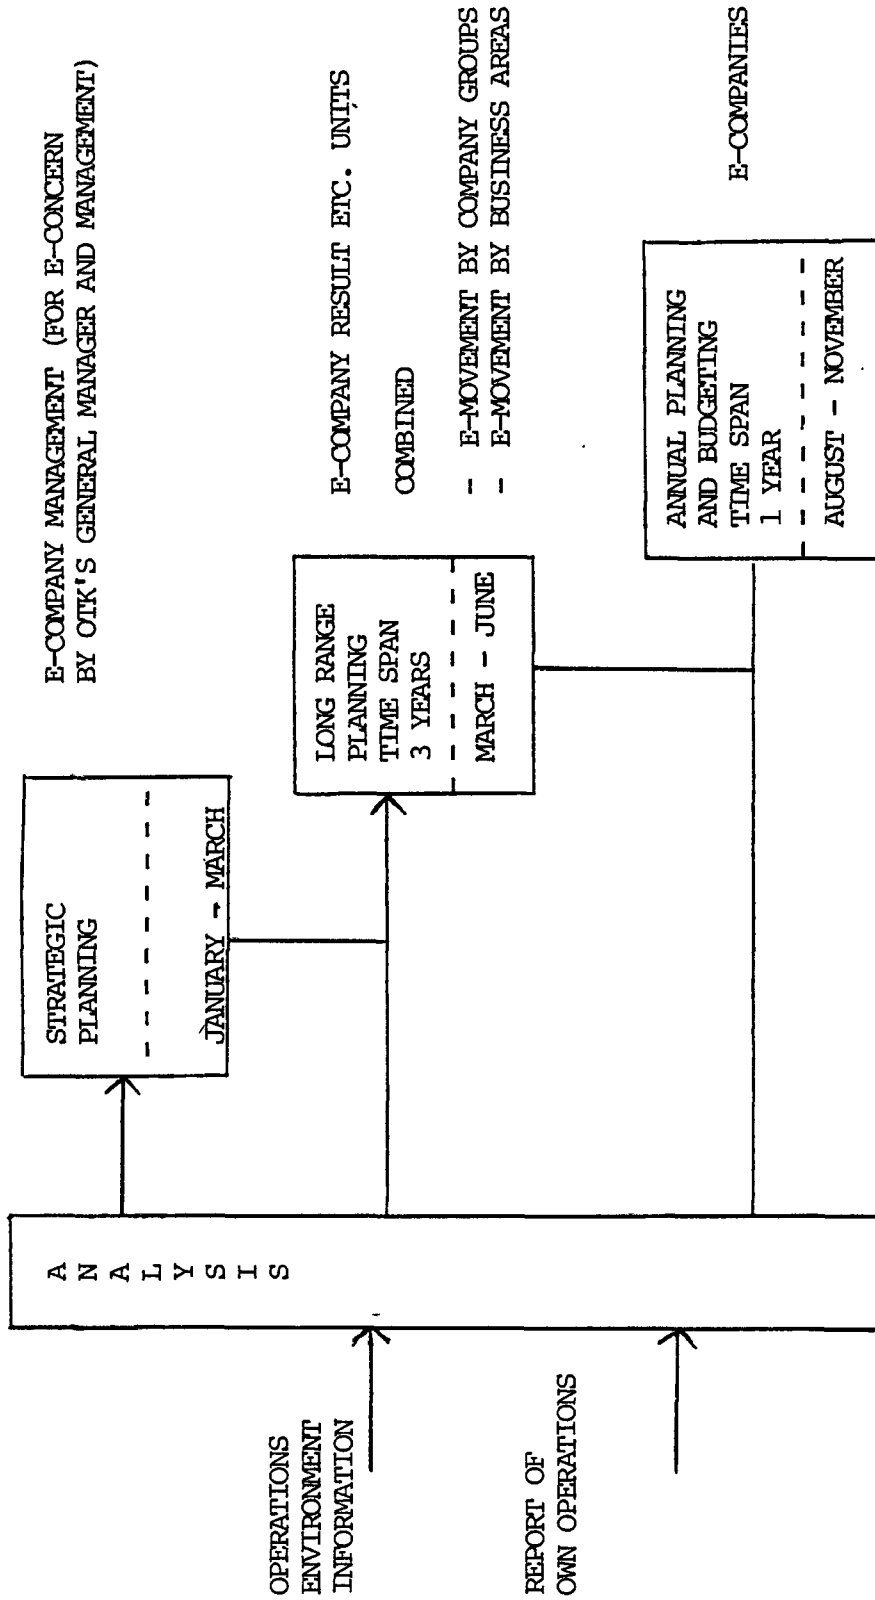 E-COMPANY MANAGEMENT (FOR E-CONCERN
BY OTK'S GENERAL MANAGER AND MANAGEMENT)
STRATEGIC
PLANNING
JANUARY - MARCH
A
N
A
L
Y
S
I
S
OPERATIONS
ENVIRONMENT
INFORMATION
LONG RANGE
PLANNING
TIME SPAN
3 YEARS
MARCH - JUNE
E-COMPANY RESULT ETC. UNITS
COMBINED
- E-MOVEMENT BY COMPANY GROUPS
- E-MOVEMENT BY BUSINESS AREAS
REPORT OF
OWN OPERATIONS
ANNUAL PLANNING
AND BUDGETING
TIME SPAN
1 YEAR
AUGUST - NOVEMBER
E-COMPANIES